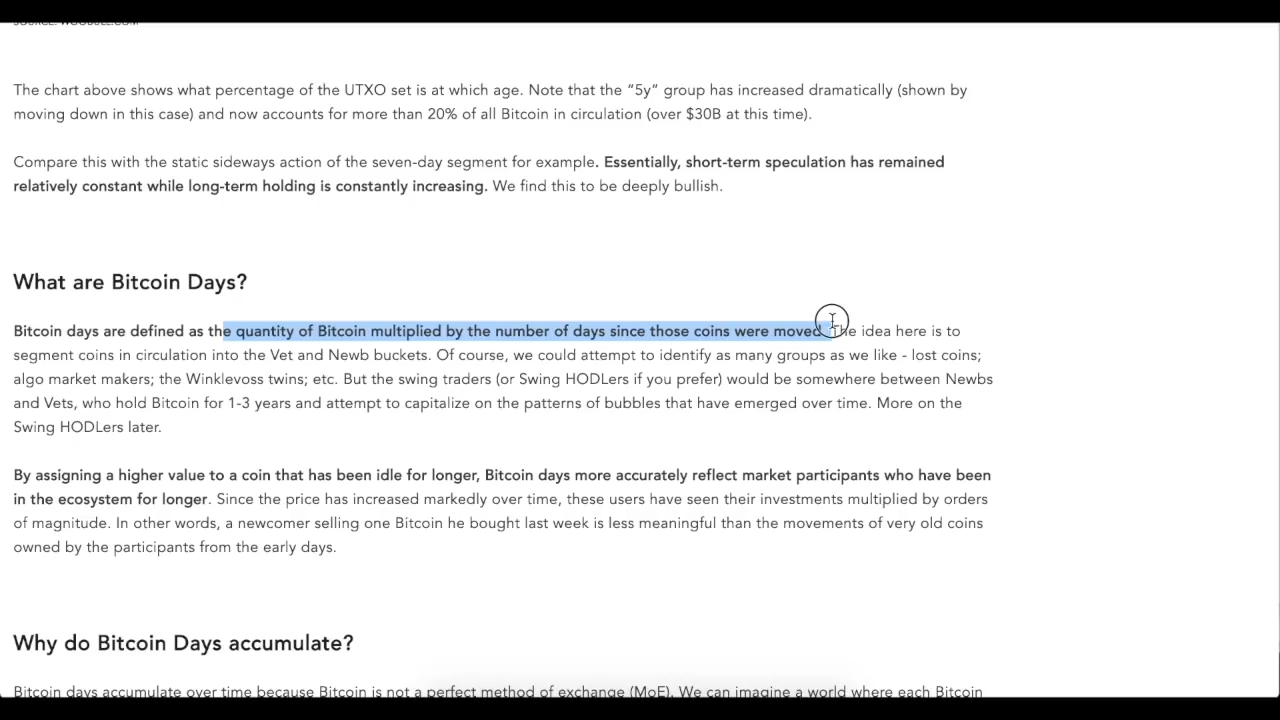 SOURCE: WOOBULL.COM
The chart above shows what percentage of the UTXO set is at which age. Note that the “5y” group has increased dramatically (shown by
moving down in this case) and now accounts for more than 20% of all Bitcoin in circulation (over $30B at this time).
Compare this with the static sideways action of the seven-day segment for example. Essentially, short-term speculation has remained
relatively constant while long-term holding is constantly increasing. We find this to be deeply bullish.
What are Bitcoin Days?
Bitcoin days are defined as the quantity of Bitcoin multiplied by the number of days since those coins were moved. The idea here is to
segment coins in circulation into the Vet and Newb buckets. Of course, we could attempt to identify as many groups as we like - lost coins;
algo market makers; the Winklevoss twins; etc. But the swing traders (or Swing HODLers if you prefer) would be somewhere between Newbs
and Vets, who hold Bitcoin for 1-3 years and attempt to capitalize on the patterns of bubbles that have emerged over time. More on the
Swing HODLers later.
By assigning a higher value to a coin that has been idle for longer, Bitcoin days more accurately reflect market participants who have been
in the ecosystem for longer. Since the price has increased markedly over time, these users have seen their investments multiplied by orders
of magnitude. In other words, a newcomer selling one Bitcoin he bought last week is less meaningful than the movements of very old coins
owned by the participants from the early days.
Why do Bitcoin Days accumulate?
Bitcoin days accumulate over time because Bitcoin is not a perfect method of exchange (MoE). We can imagine a world where each Bitcoin